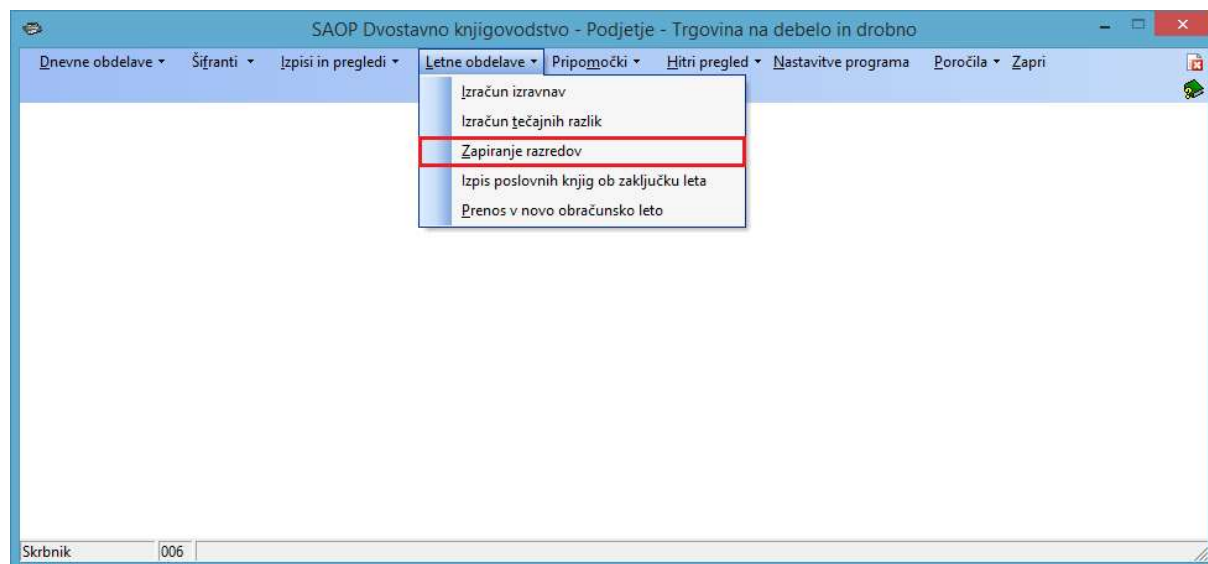 SAOP Dvostavno knjigovodstvo - Podjetje - Trgovina na debelo in drobno
Dnevne obdelave Šifranti Izpisi in pregledi Letne obdelave Pripomočki Hitri pregled Nastavitve programa Poročila Zapri
Izračun izravnav
Izračun tečajnih razlik
Zapiranje razredov
Izpis poslovnih knjig ob zaključku leta
Prenos v novo obračunsko leto
Skrbnik 006